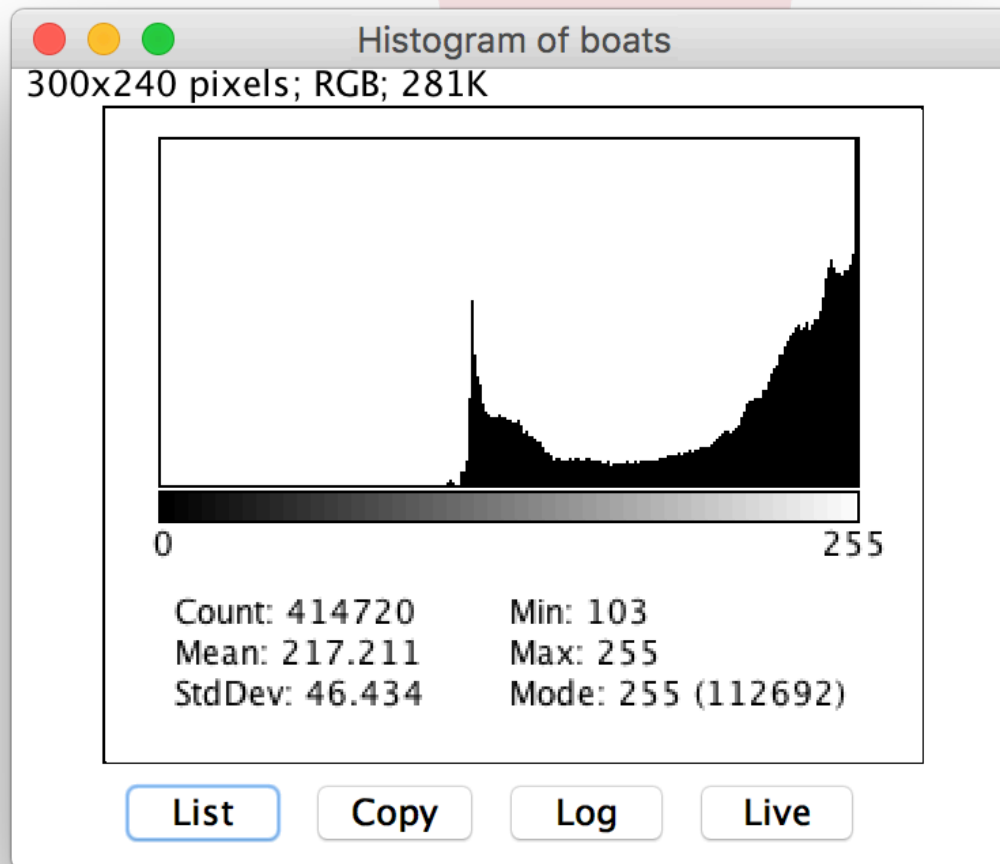 Histogram of boats
300x240 pixels; RGB; 281K
0 255
Count: 414720 Min: 103
Mean: 217.211 Max: 255
StdDev: 46.434 Mode: 255 (112692)
List Copy Log Live